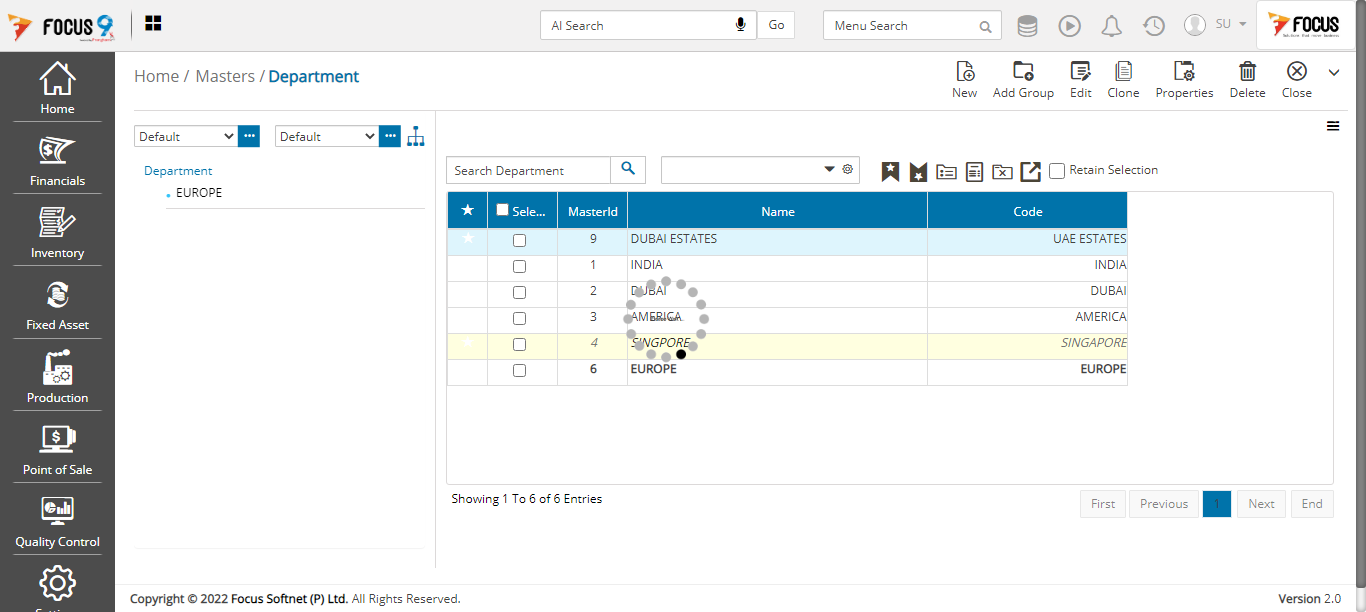 FOCUS 9
AI Search
Go
Menu Search
SU
FOCUS
Home
Financials
Inventory
Fixed Asset
Production
Point of Sale
Quality Control
Home / Masters / Department
New
Add Group
Edit
Clone
Properties
Delete
Close
Default
Default
Department
EUROPE
Search Department
Retain Selection
Sele... MasterId Name Code
9 DUBAI ESTATES UAE ESTATES
1 INDIA INDIA
2 DUBAI DUBAI
3 AMERICA AMERICA
4 SINGPORE SINGAPORE
6 EUROPE EUROPE
Showing 1 To 6 of 6 Entries
First Previous 1 Next End
Copyright © 2022 Focus Softnet (P) Ltd. All Rights Reserved.
Version 2.0